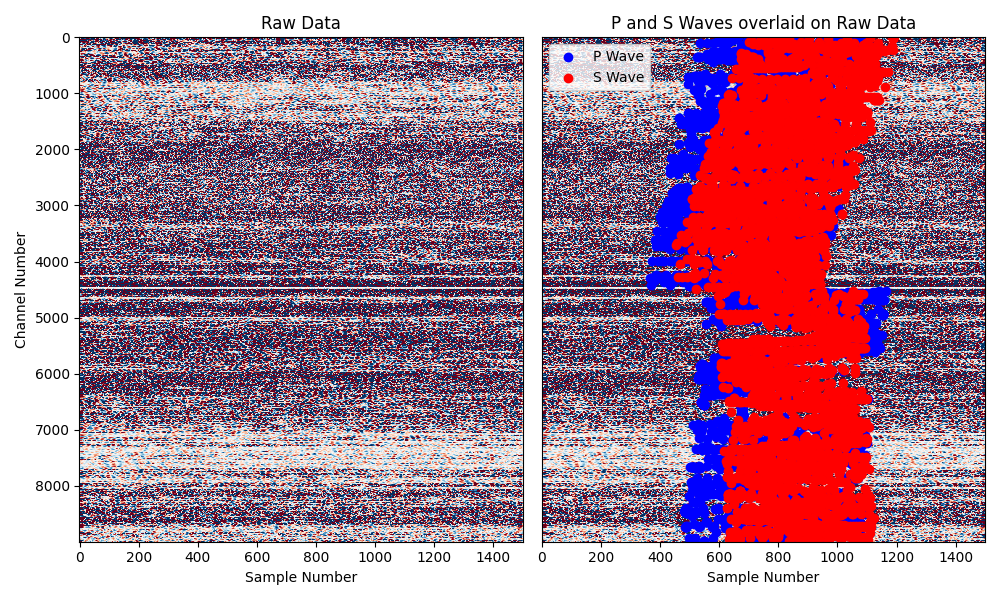 Raw Data
P and S Waves overlaid on Raw Data
P Wave
S Wave
Channel Number
0
1000
2000
3000
4000
5000
6000
7000
8000
0 200 400 600 800 1000 1200 1400
0 200 400 600 800 1000 1200 1400
Sample Number
Sample Number